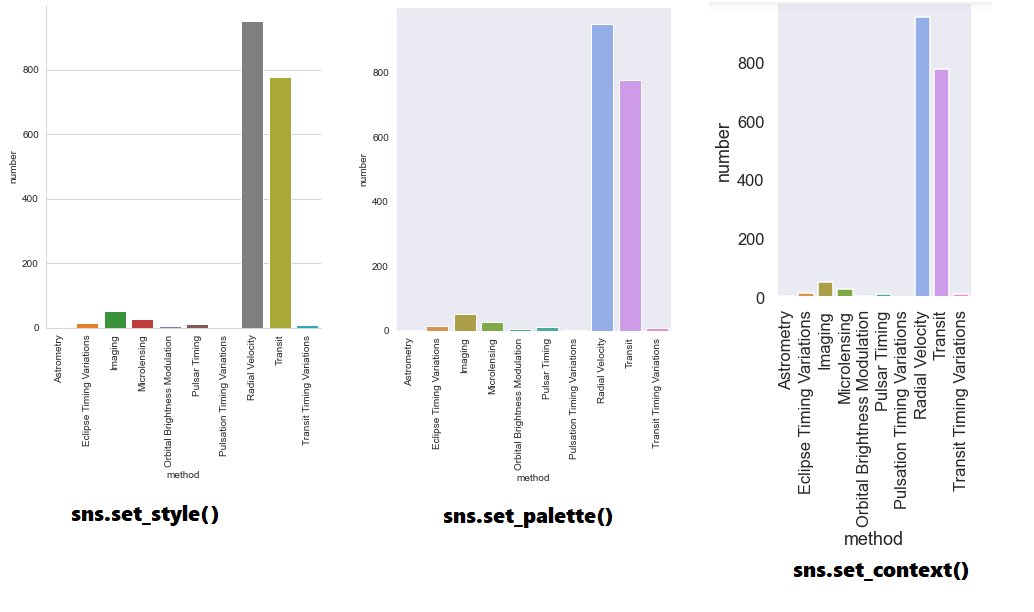 800
600
400
200
0
number
Astrometry
Eclipse Timing Variations
Imaging
Microlensing
Orbital Brightness Modulation
Pulsar Timing
Pulsation Timing Variations
Radial Velocity
Transit
Transit Timing Variations
method
sns.set_style()
800
600
400
200
0
number
Astrometry
Eclipse Timing Variations
Imaging
Microlensing
Orbital Brightness Modulation
Pulsar Timing
Pulsation Timing Variations
Radial Velocity
Transit
Transit Timing Variations
method
sns.set_palette()
800
600
400
200
0
number
Astrometry
Eclipse Timing Variations
Imaging
Microlensing
Orbital Brightness Modulation
Pulsar Timing
Pulsation Timing Variations
Radial Velocity
Transit
Transit Timing Variations
method
sns.set_context()